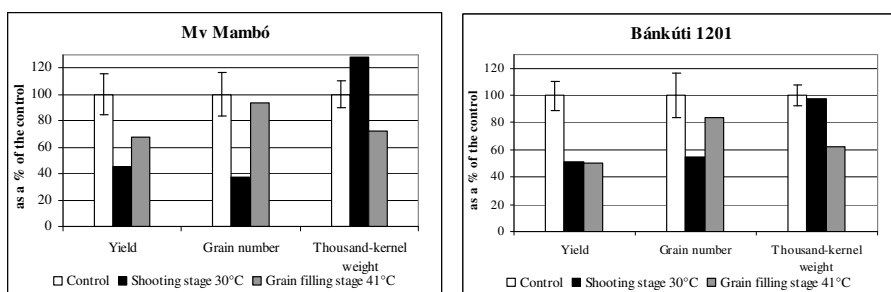 Mv Mambó
as a % of the control
120
100
80
60
40
20
0
Yield
Grain number
Thousand-kernel
weight
Control
Shooting stage 30°C
Grain filling stage 41°C
Bánkúti 1201
as a % of the control
120
100
80
60
40
20
0
Yield
Grain number
Thousand-kernel
weight
Control
Shooting stage 30°C
Grain filling stage 41°C